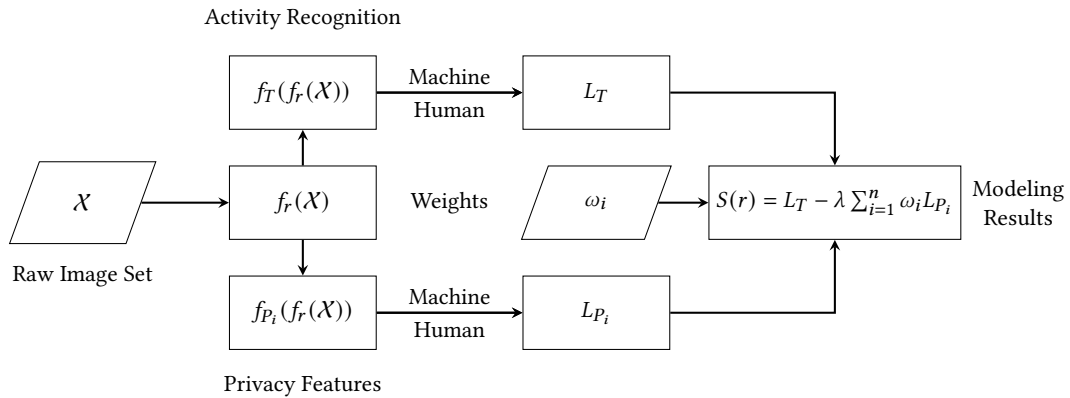 Activity Recognition
f_T(f_r(𝒳))
Machine
Human
L_T
𝒳
f_r(𝒳)
Weights
ω_i
S(r) = L_T − λ ∑_{i=1}^{n} ω_i L_{P_i}
Modeling
Results
Raw Image Set
f_{P_i}(f_r(𝒳))
Machine
Human
L_{P_i}
Privacy Features